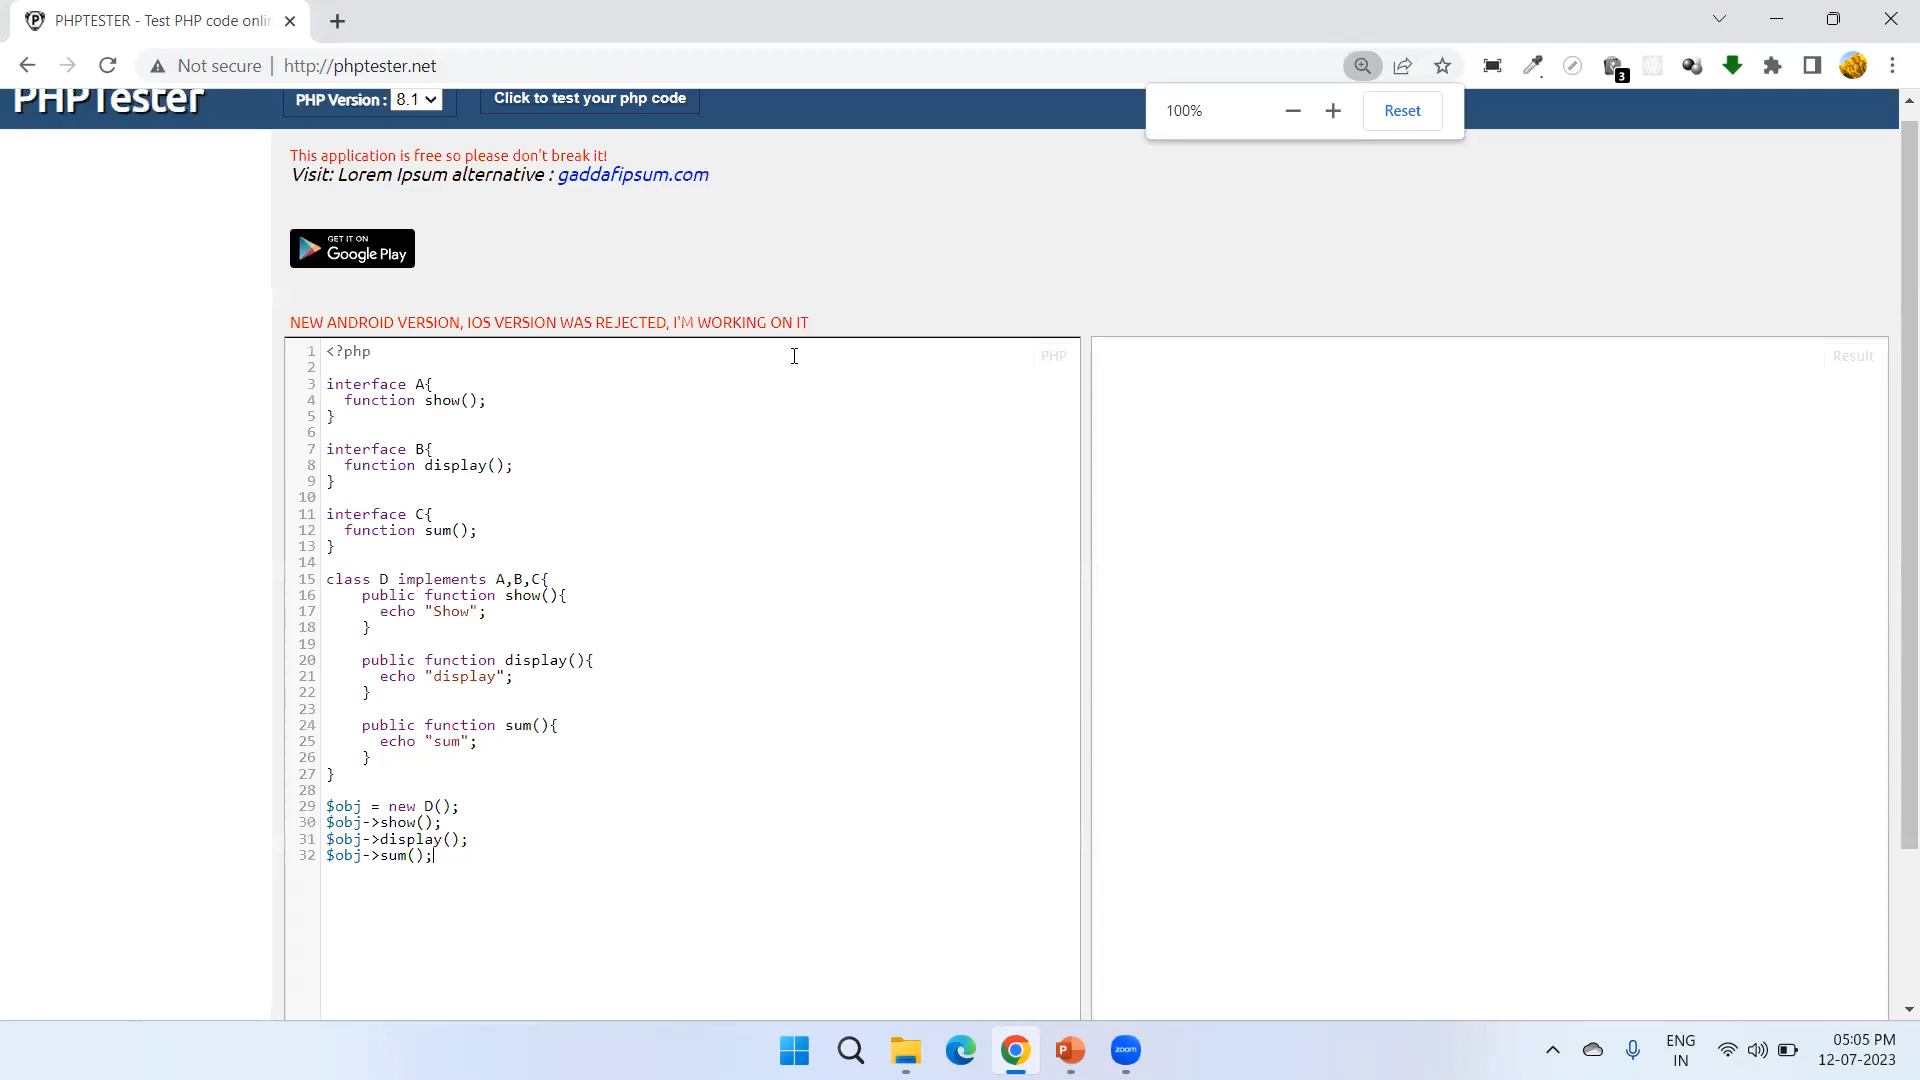 PHPTESTER - Test PHP code onlin
Not secure
http://phptester.net
3
PHPTester
PHP Version : 8.1
Click to test your php code
100%
Reset
This application is free so please don't break it!
Visit: Lorem Ipsum alternative : gaddafipsum.com
GET IT ON
Google Play
NEW ANDROID VERSION, IOS VERSION WAS REJECTED, I'M WORKING ON IT
PHP
Result
1 <?php
2
3 interface A{
4 function show();
5 }
6
7 interface B{
8 function display();
9 }
10
11 interface C{
12 function sum();
13 }
14
15 class D implements A,B,C{
16 public function show(){
17 echo "Show";
18 }
19
20 public function display(){
21 echo "display";
22 }
23
24 public function sum(){
25 echo "sum";
26 }
27 }
28
29 $obj = new D();
30 $obj->show();
31 $obj->display();
32 $obj->sum();
P
zoom
ENG
IN
05:05 PM
12-07-2023